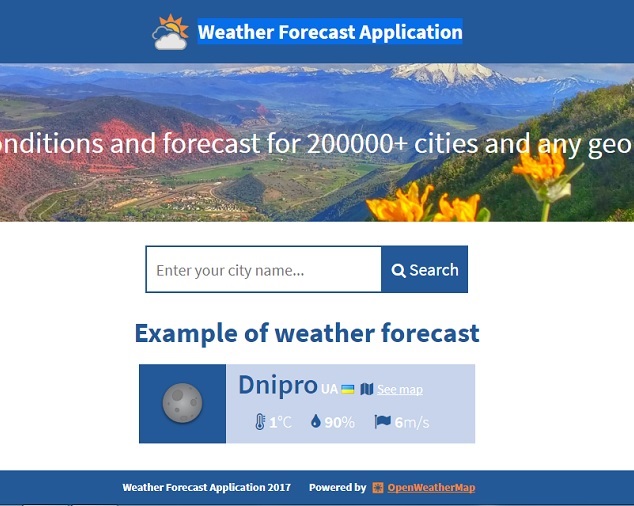 Weather Forecast Application
nditions and forecast for 200000+ cities and any geo
Enter your city name...
Search
Example of weather forecast
Dnipro UA See map
1°C 90% 6m/s
Weather Forecast Application 2017 Powered by OpenWeatherMap